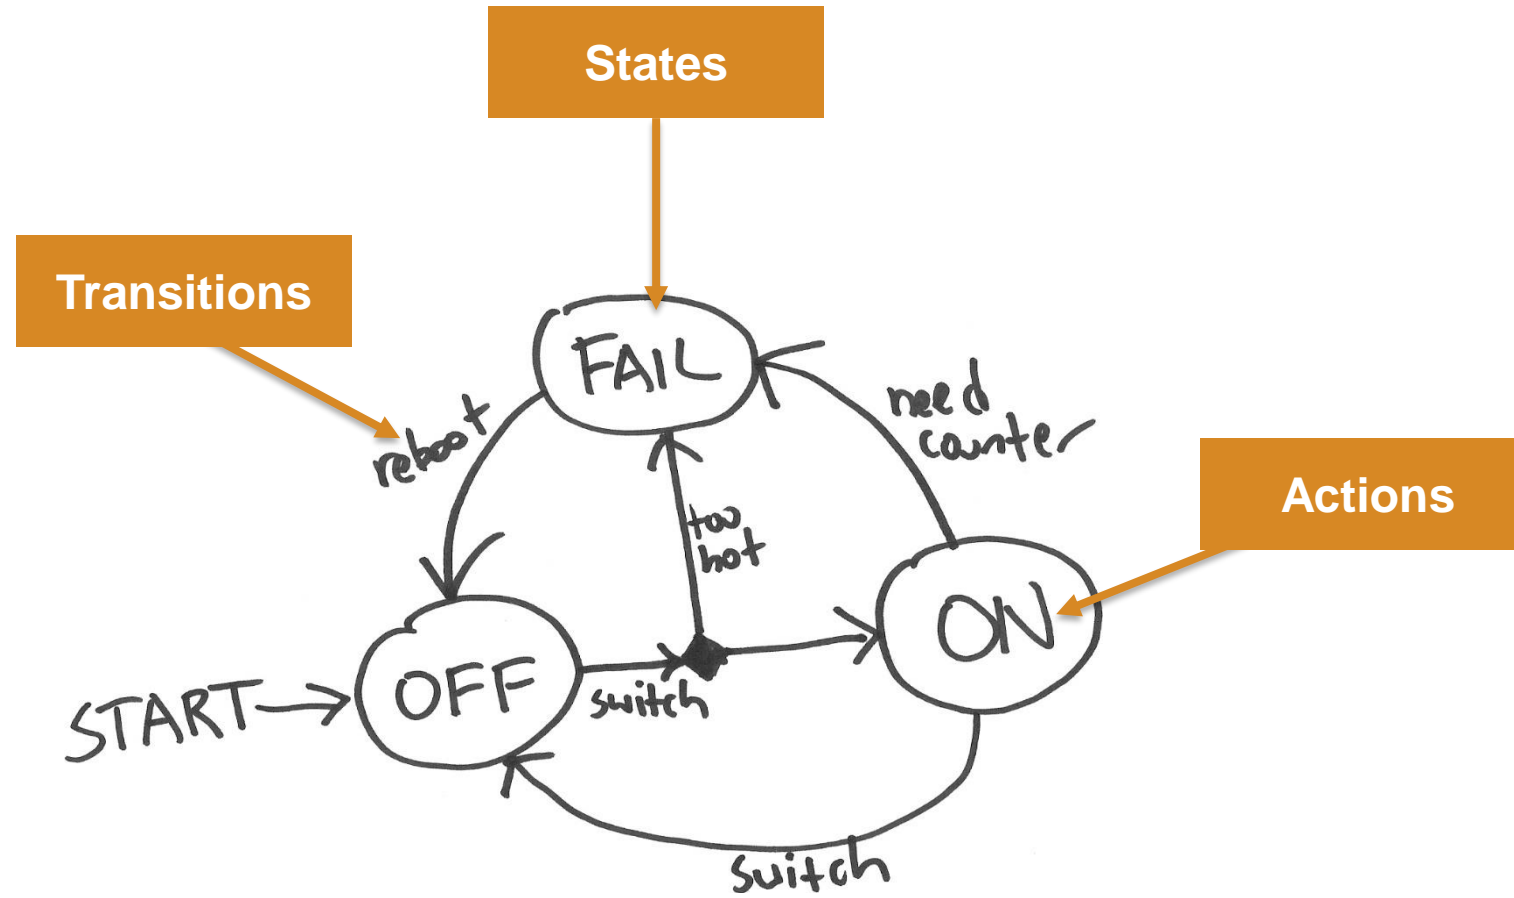 States
Transitions
FAIL
need
counter
reboot
Actions
too
hot
ON
OFF
switch
START
switch